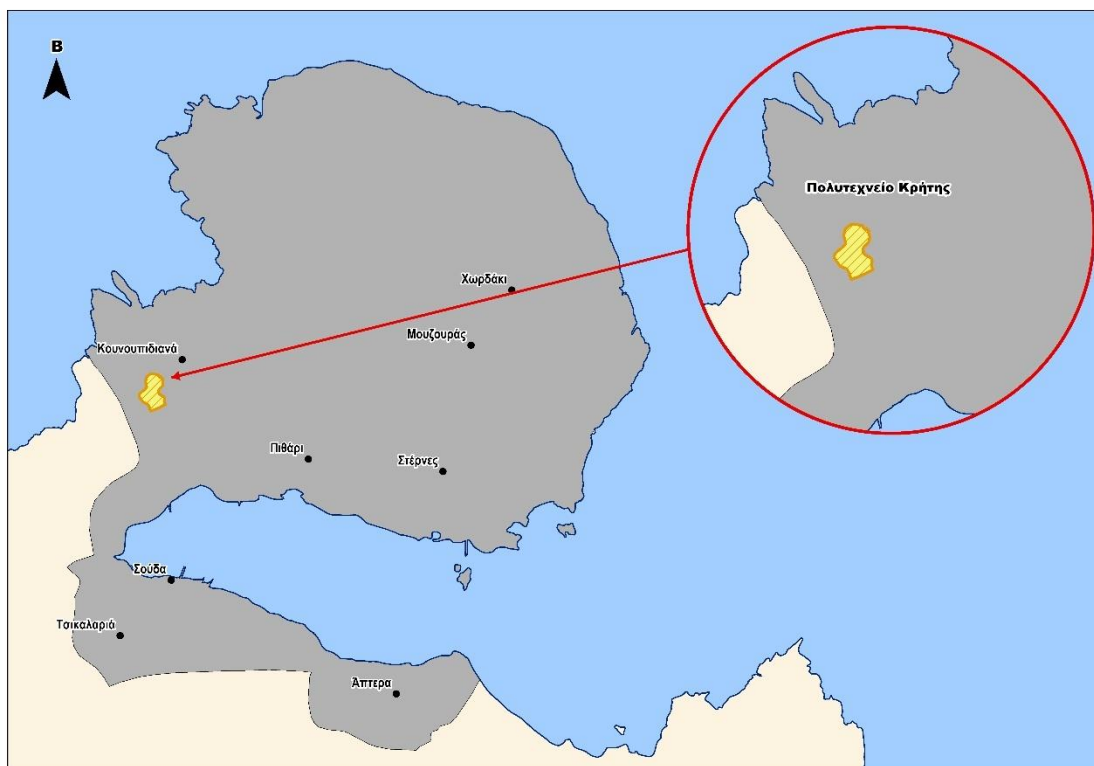 Β
Πολυτεχνείο Κρήτης
Χωρδάκι
Μουζουράς
Κουνουπιδιανά
Πιθάρι
Στέρνες
Σούδα
Τσικαλαριά
Άπτερα